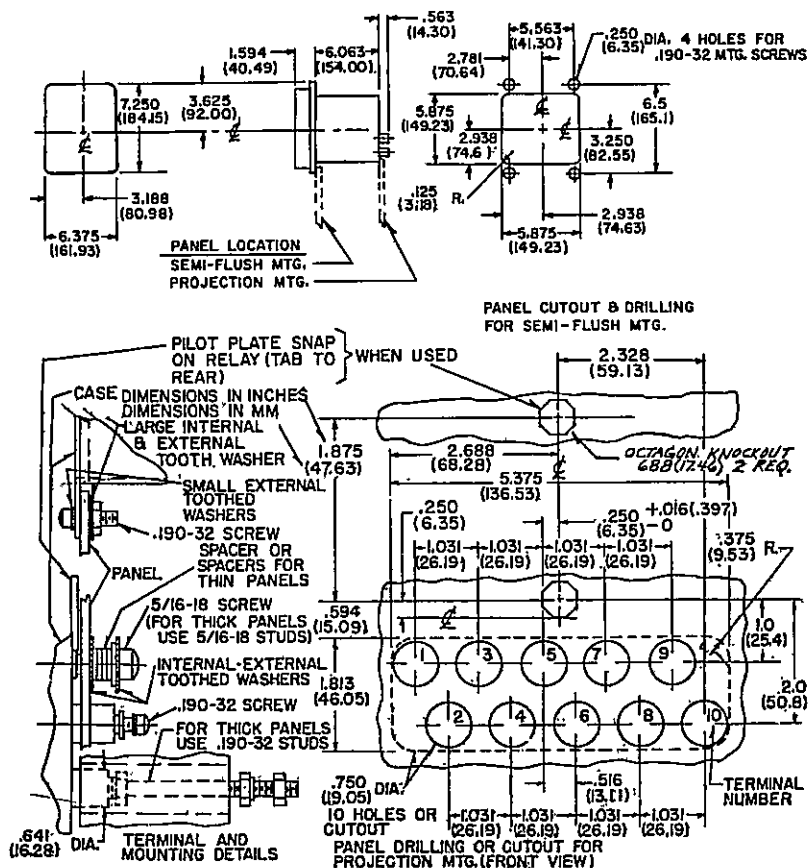 .563
(14.30)
1.594
(40.49)
6.063
(154.00)
7.250
(184.15)
3.625
(92.00)
3.188
(80.98)
6.375
(161.93)
PANEL LOCATION
SEMI-FLUSH MTG.
PROJECTION MTG.
5.563
(141.30)
2.781
(70.64)
.250 DIA. 4 HOLES FOR
(6.35) .190-32 MTG. SCREWS
5.875
(149.23)
2.938
(74.6)
6.5
(165.1)
3.250
(82.55)
.125
(3.18) R.
2.938
(74.63)
5.875
(149.23)
PANEL CUTOUT & DRILLING
FOR SEMI-FLUSH MTG.
PILOT PLATE SNAP
ON RELAY (TAB TO
REAR)
WHEN USED
CASE
DIMENSIONS IN INCHES
DIMENSIONS IN MM
LARGE INTERNAL
& EXTERNAL
TOOTH WASHER
SMALL EXTERNAL
TOOTHED
WASHERS
.190-32 SCREW
SPACER OR
SPACERS FOR
THIN PANELS
PANEL
5/16-18 SCREW
(FOR THICK PANELS
USE 5/16-18 STUDS)
INTERNAL-EXTERNAL
TOOTHED WASHERS
.190-32 SCREW
FOR THICK PANELS
USE .190-32 STUDS
.641 DIA.
(16.28)
TERMINAL AND
MOUNTING DETAILS
2.328
(59.13)
1.875
(47.63)
2.688
(68.28)
OCTAGON KNOCKOUT
688(17.46) 2 REQ.
5.375
(136.53)
.250
(6.35)
.250 +.016(.397)
(6.35) -0
.375
(9.53) R.
1.031 1.031 1.031 1.031
(26.19) (26.19) (26.19) (26.19)
.594
(15.09)
1.0
(25.4)
1 3 5 7 9
1.813
(46.05)
2.0
(50.8)
2 4 6 8 10
.750 DIA.
(19.05)
.516
(13.11)
TERMINAL
NUMBER
10 HOLES OR
CUTOUT
1.031 1.031 1.031 1.031
(26.19) (26.19) (26.19) (26.19)
PANEL DRILLING OR CUTOUT FOR
PROJECTION MTG. (FRONT VIEW)